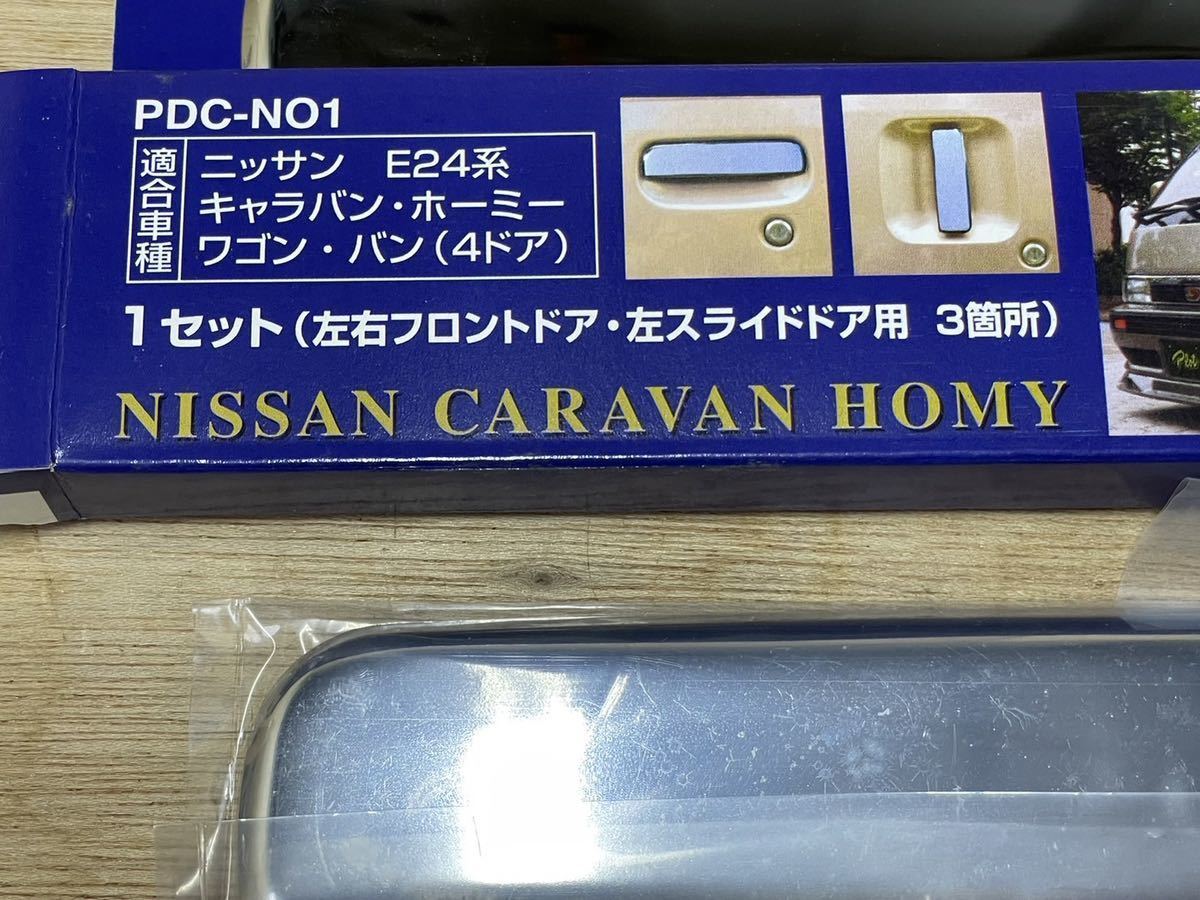 PDC-NO1
適合車種
ニッサン E24系
キャラバン・ホーミー
ワゴン・バン(4ドア)
1セット(左右フロントドア・左スライドドア用 3箇所)
NISSAN CARAVAN HOMY